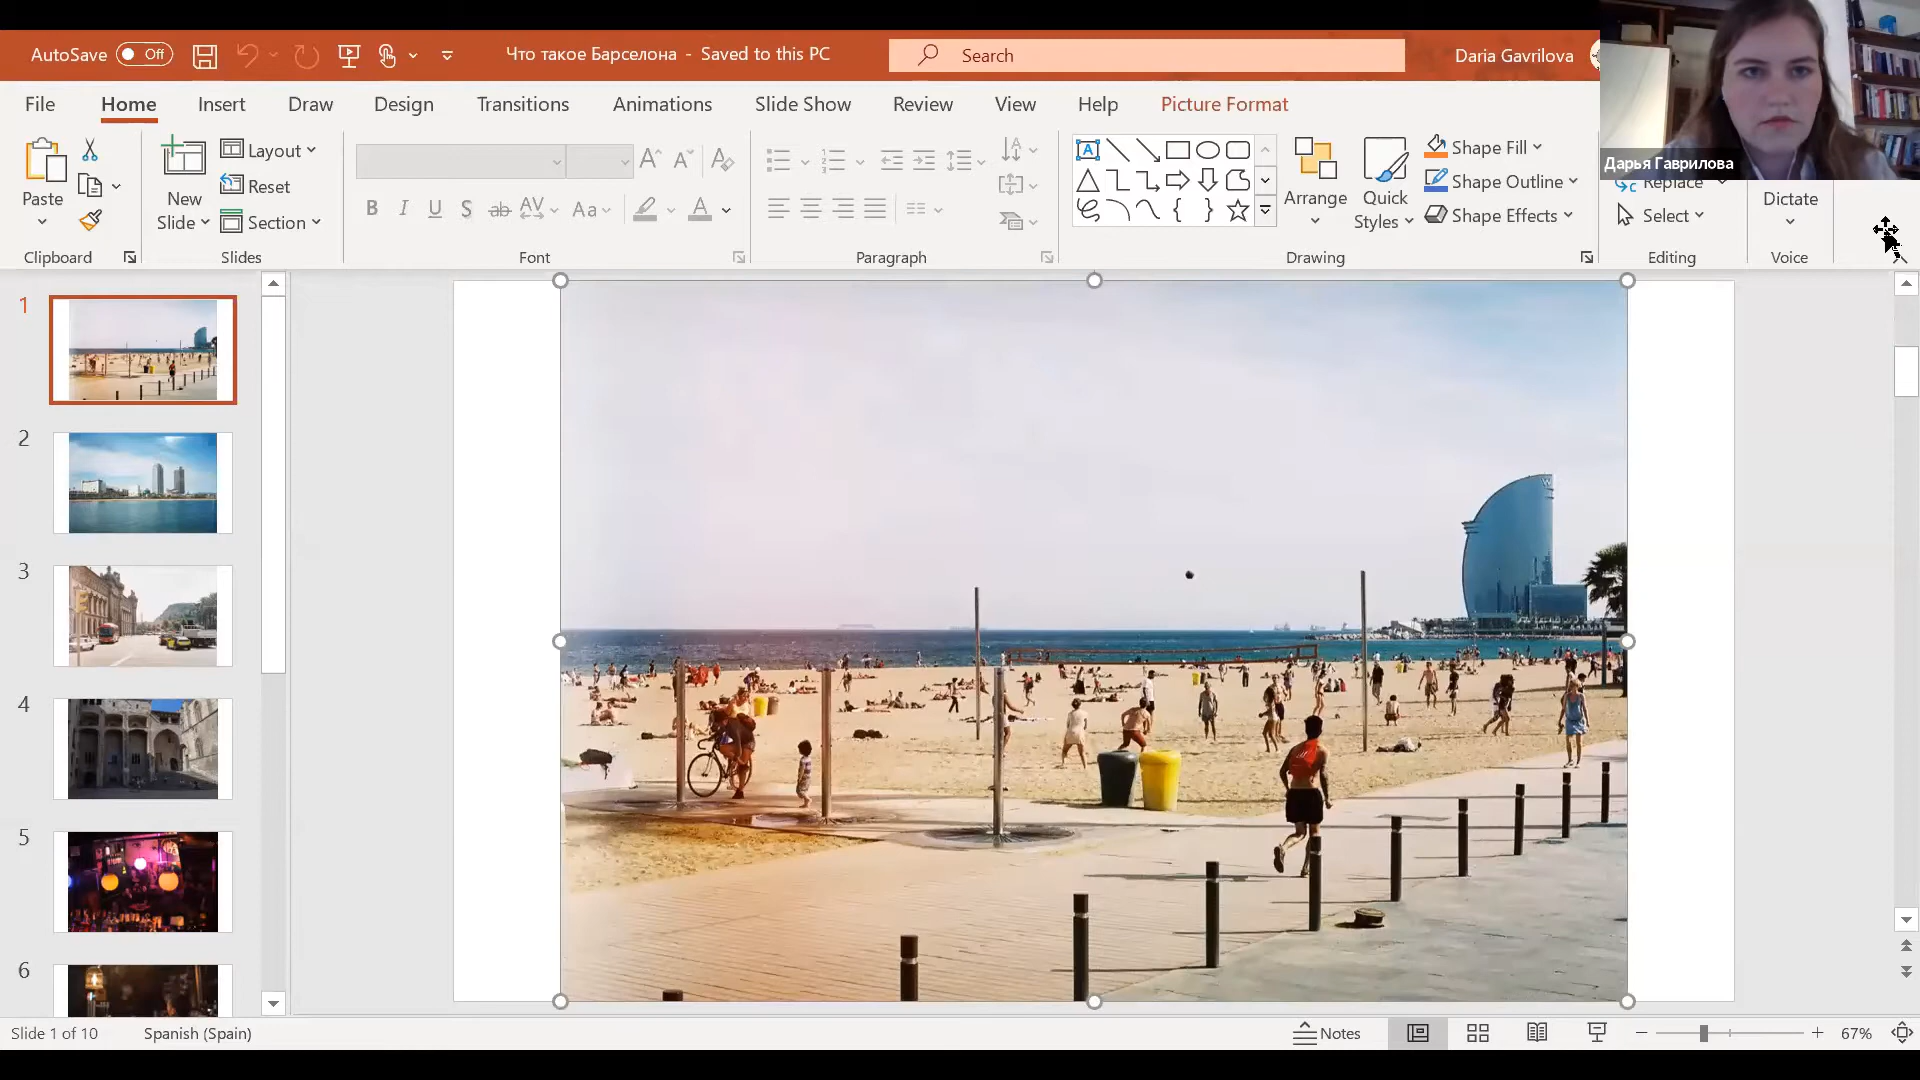 AutoSave Off Что такое Барселона - Saved to this PC Search Daria Gavrilova
File Home Insert Draw Design Transitions Animations Slide Show Review View Help Picture Format
Дарья Гаврилова
Paste
New
Slide
Layout
Reset
Section
B I U S ab AV Aa A
Arrange
Quick
Styles
Shape Fill
Shape Outline
Shape Effects
Replace
Select
Dictate
Clipboard Slides Font Paragraph Drawing Editing Voice
1
2
3
4
5
6
W
Slide 1 of 10 Spanish (Spain) Notes 67%